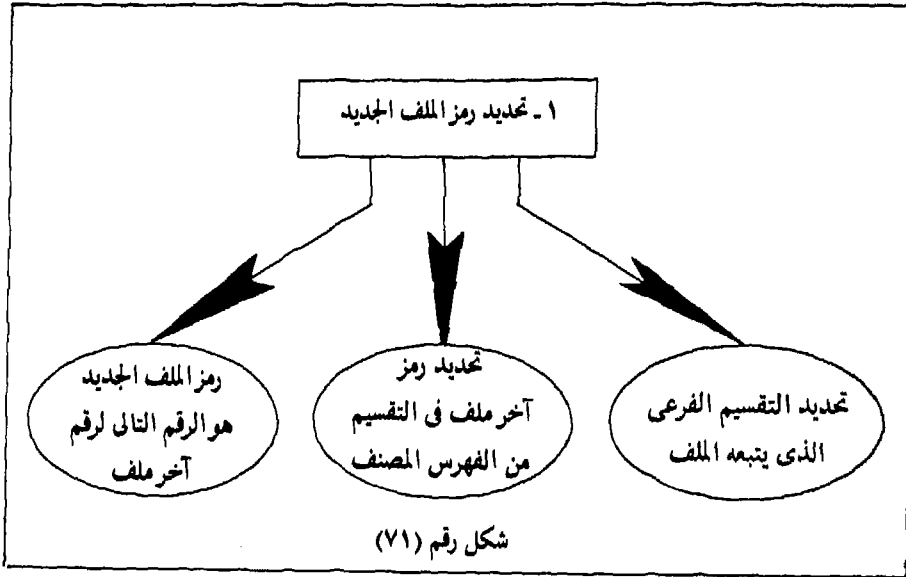 ١ ـ تحديد رمز الملف الجديد
تحديد التقسيم الفرعى
الذى يتبعه الملف
تحديد رمز
آخر ملف فى التقسيم
من الفهرس المصنف
رمز الملف الجديد
هو الرقم التالى لرقم
آخر ملف
شكل رقم (٧١)